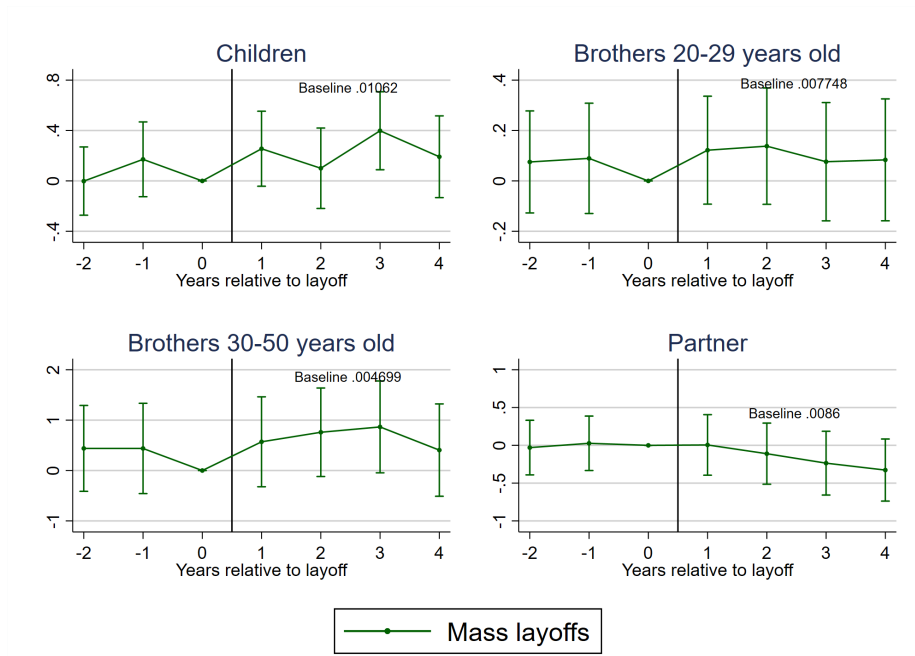 Children
Baseline .01062
.8
.4
0
-.4
-2 -1 0 1 2 3 4
Years relative to layoff
Brothers 20-29 years old
Baseline .007748
.4
.2
0
-.2
-2 -1 0 1 2 3 4
Years relative to layoff
Brothers 30-50 years old
Baseline .004699
2
1
0
-1
-2 -1 0 1 2 3 4
Years relative to layoff
Partner
Baseline .0086
1
.5
0
-.5
-1
-2 -1 0 1 2 3 4
Years relative to layoff
Mass layoffs